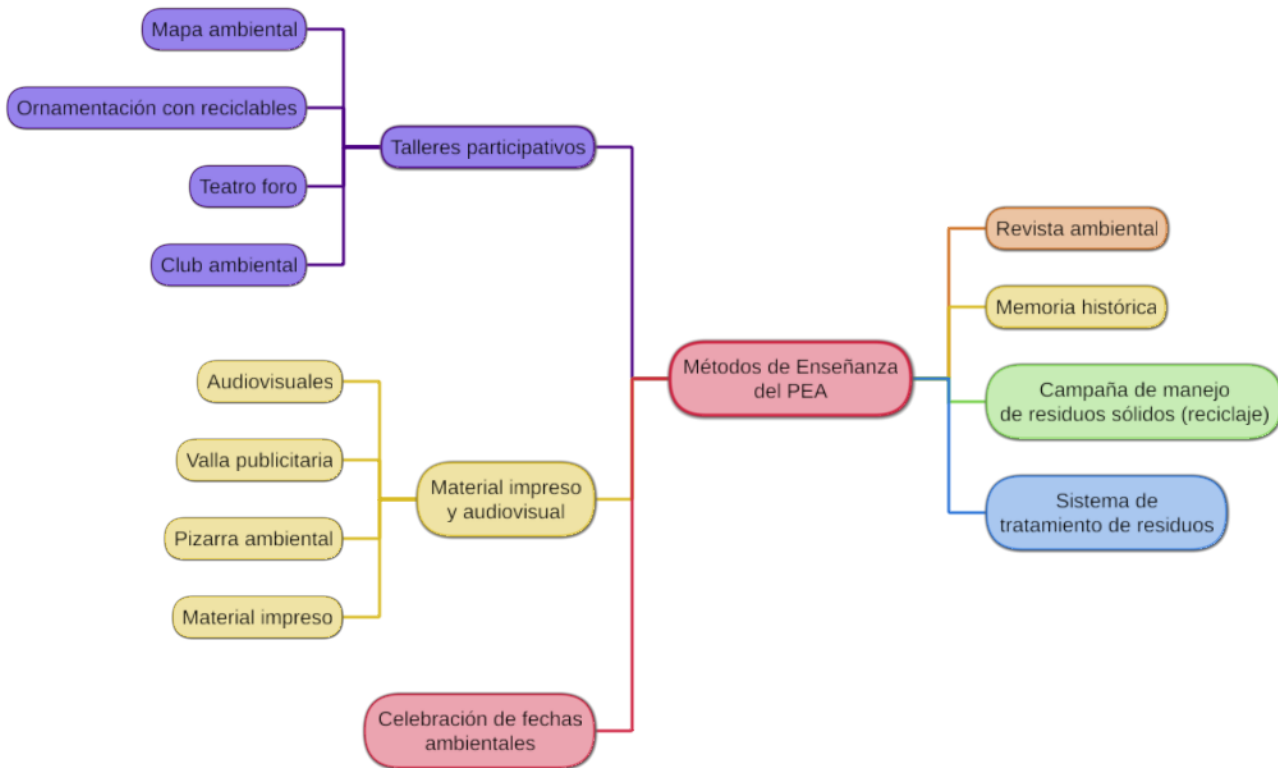 Mapa ambiental
Ornamentación con reciclables
Teatro foro
Club ambiental
Talleres participativos
Audiovisuales
Valla publicitaria
Pizarra ambiental
Material impreso
Material impreso
y audiovisual
Celebración de fechas
ambientales
Métodos de Enseñanza
del PEA
Revista ambiental
Memoria histórica
Campaña de manejo
de residuos sólidos (reciclaje)
Sistema de
tratamiento de residuos